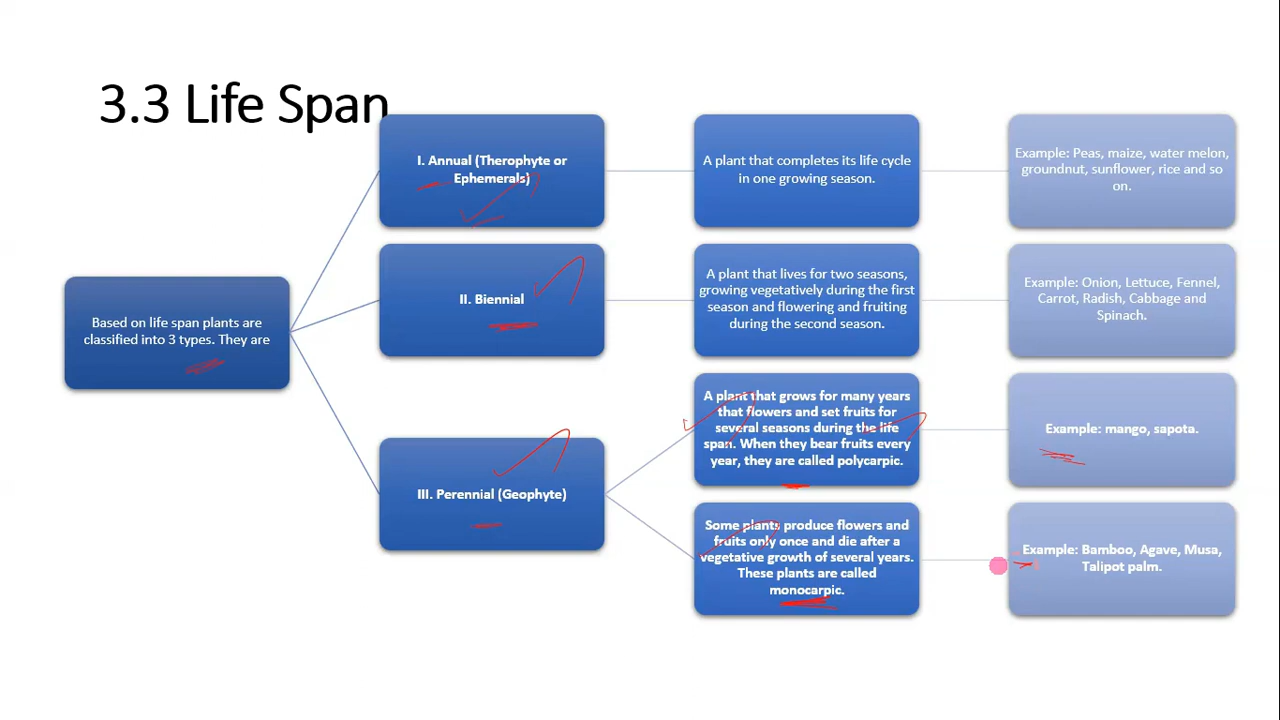 3.3 Life Span
I. Annual (Therophyte or
Ephemerals)
A plant that completes its life cycle
in one growing season.
Example: Peas, maize, water melon,
groundnut, sunflower, rice and so
on.
Based on life span plants are
classified into 3 types. They are
II. Biennial
A plant that lives for two seasons,
growing vegetatively during the first
season and flowering and fruiting
during the second season.
Example: Onion, Lettuce, Fennel,
Carrot, Radish, Cabbage and
Spinach.
III. Perennial (Geophyte)
A plant that grows for many years
that flowers and set fruits for
several seasons during the life
span. When they bear fruits every
year, they are called polycarpic.
Example: mango, sapota.
Some plants produce flowers and
fruits only once and die after a
vegetative growth of several years.
These plants are called
monocarpic.
Example: Bamboo, Agave, Musa,
Talipot palm.